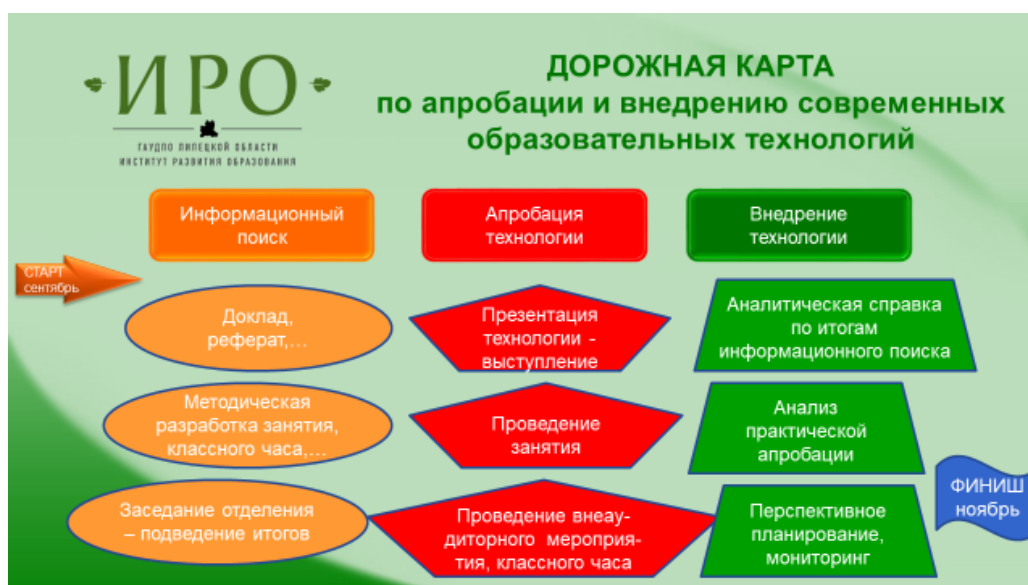 ИРО
ГАУДПО ЛИПЕЦКОЙ ОБЛАСТИ
ИНСТИТУТ РАЗВИТИЯ ОБРАЗОВАНИЯ
ДОРОЖНАЯ КАРТА
по апробации и внедрению современных
образовательных технологий
Информационный
поиск
Апробация
технологии
Внедрение
технологии
СТАРТ
сентябрь
Доклад,
реферат,...
Презентация
технологии -
выступление
Аналитическая справка
по итогам
информационного поиска
Методическая
разработка занятия,
классного часа,...
Проведение
занятия
Анализ
практической
апробации
Заседание отделения
– подведение итогов
Проведение внеау-
диторного мероприя-
тия, классного часа
Перспективное
планирование,
мониторинг
ФИНИШ
ноябрь